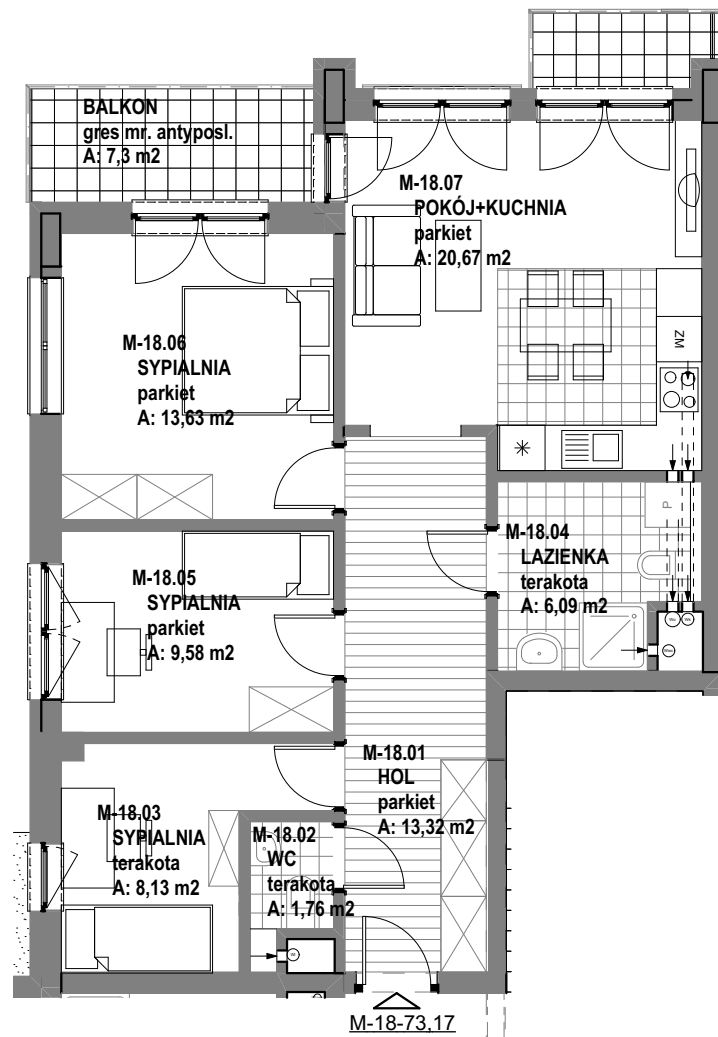 BALKON
gres mr. antyposl.
A: 7,3 m2
M-18.07
POKÓJ+KUCHNIA
parkiet
A: 20,67 m2
ZM
M-18.06
SYPIALNIA
parkiet
A: 13,63 m2
P
M-18.04
LAZIENKA
terakota
A: 6,09 m2
M-18.05
SYPIALNIA
parkiet
A: 9,58 m2
M-18.01
HOL
parkiet
A: 13,32 m2
M-18.03
SYPIALNIA
terakota
A: 8,13 m2
M-18.02
WC
terakota
A: 1,76 m2
M-18-73,17